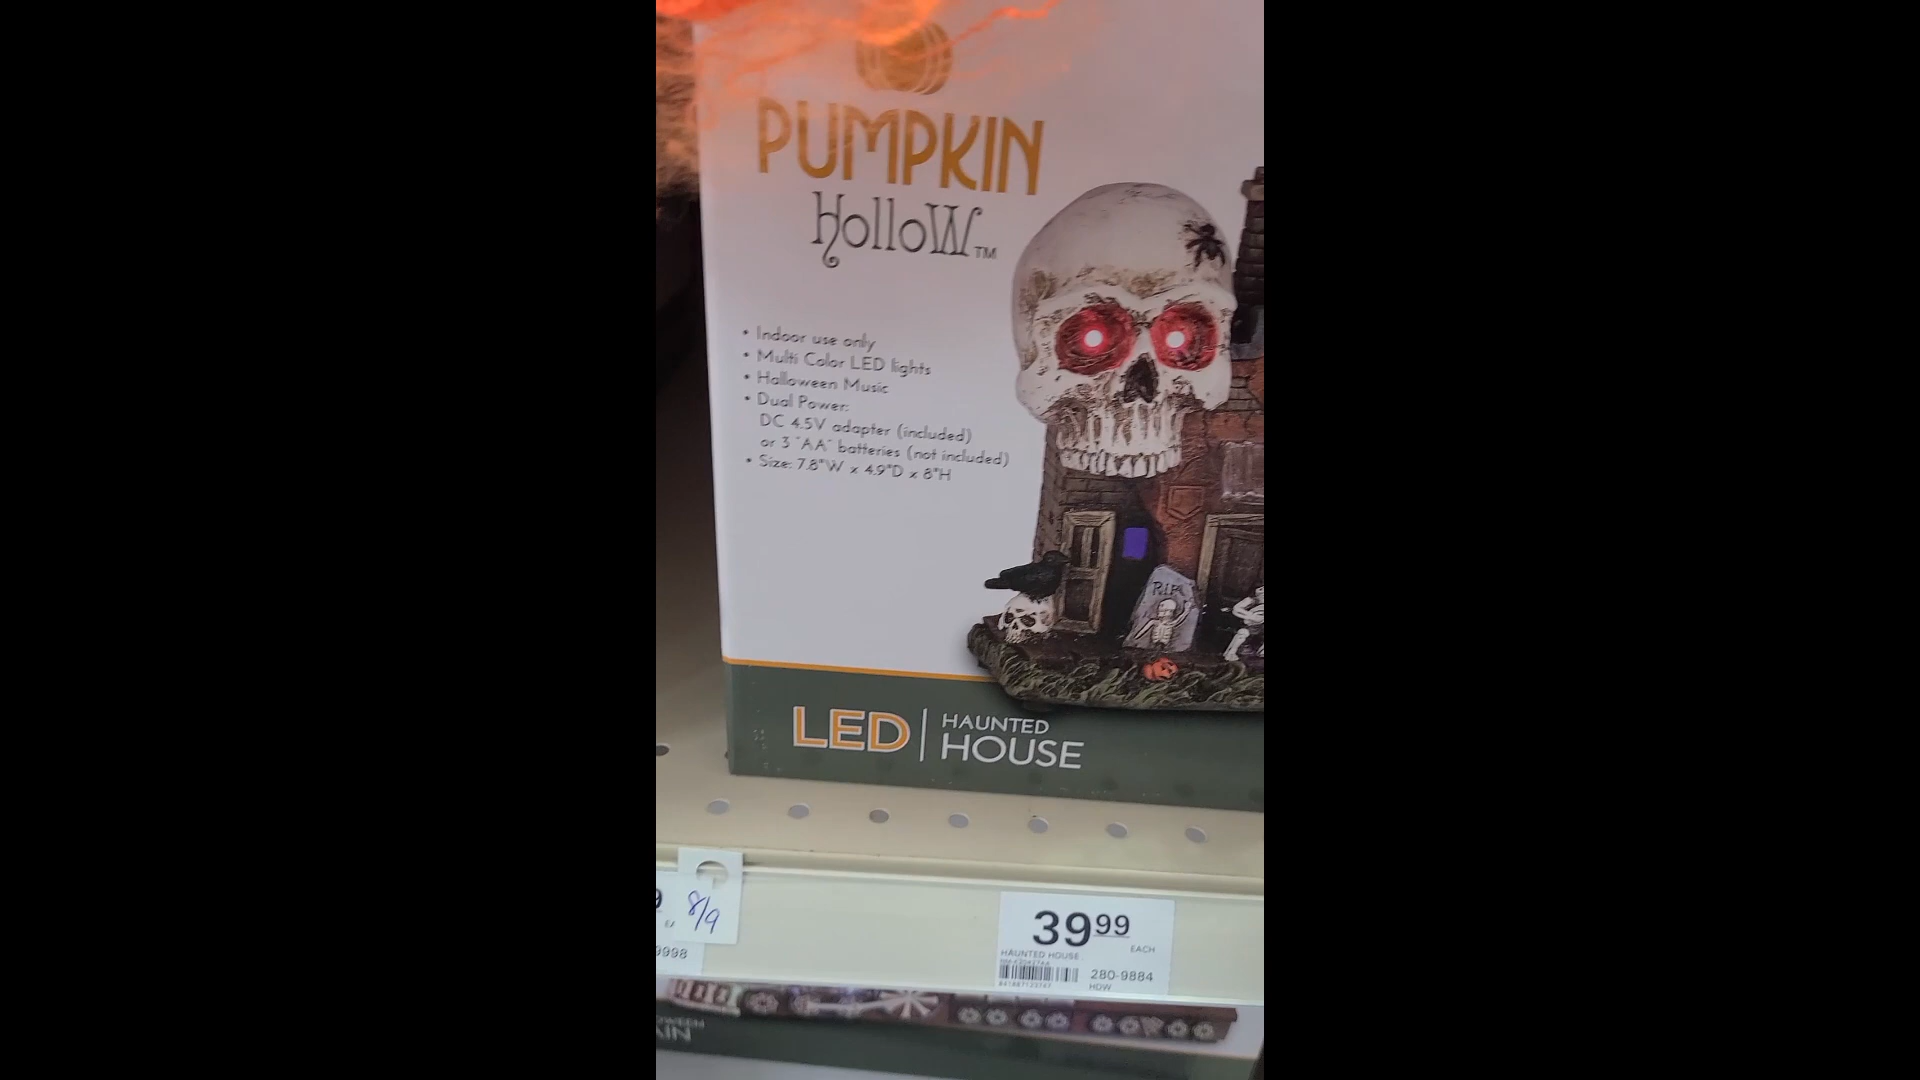 PUMPKIN
HolloW™
• Indoor use only
• Multi Color LED lights
• Halloween Music
• Dual Power:
DC 4.5V adapter (included)
or 3 "AA" batteries (not included)
• Size: 7.8"W x 4.9"D x 8"H
RIP
LED | HAUNTED
HOUSE
8/9
9998
39 99
EACH
HAUNTED HOUSE
280-9884
HDW